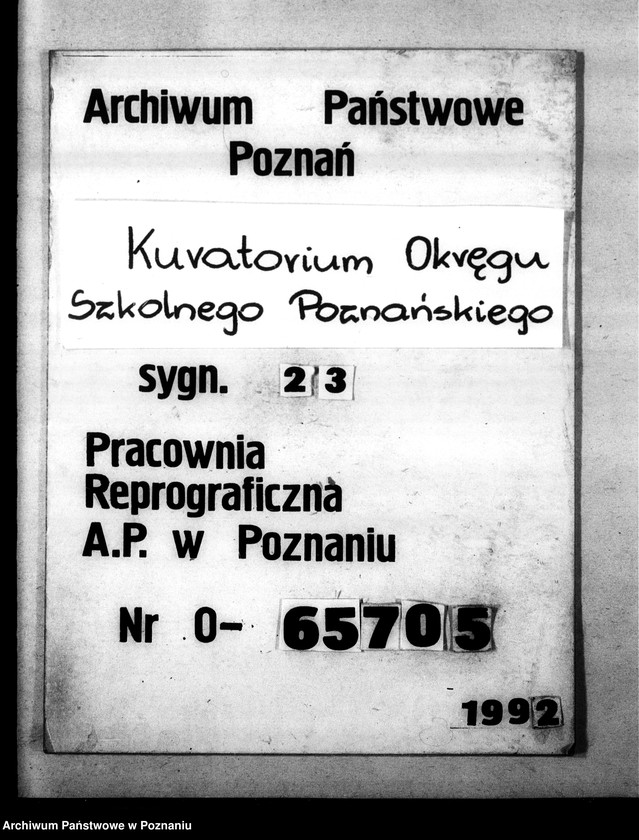 Archiwum Państwowe
Poznań
Kuratorium Okręgu
Szkolnego Poznańskiego
sygn. 23
Pracownia
Reprograficzna
A.P. w Poznaniu
Nr 0- 65705
1992
Archiwum Państwowe w Poznaniu